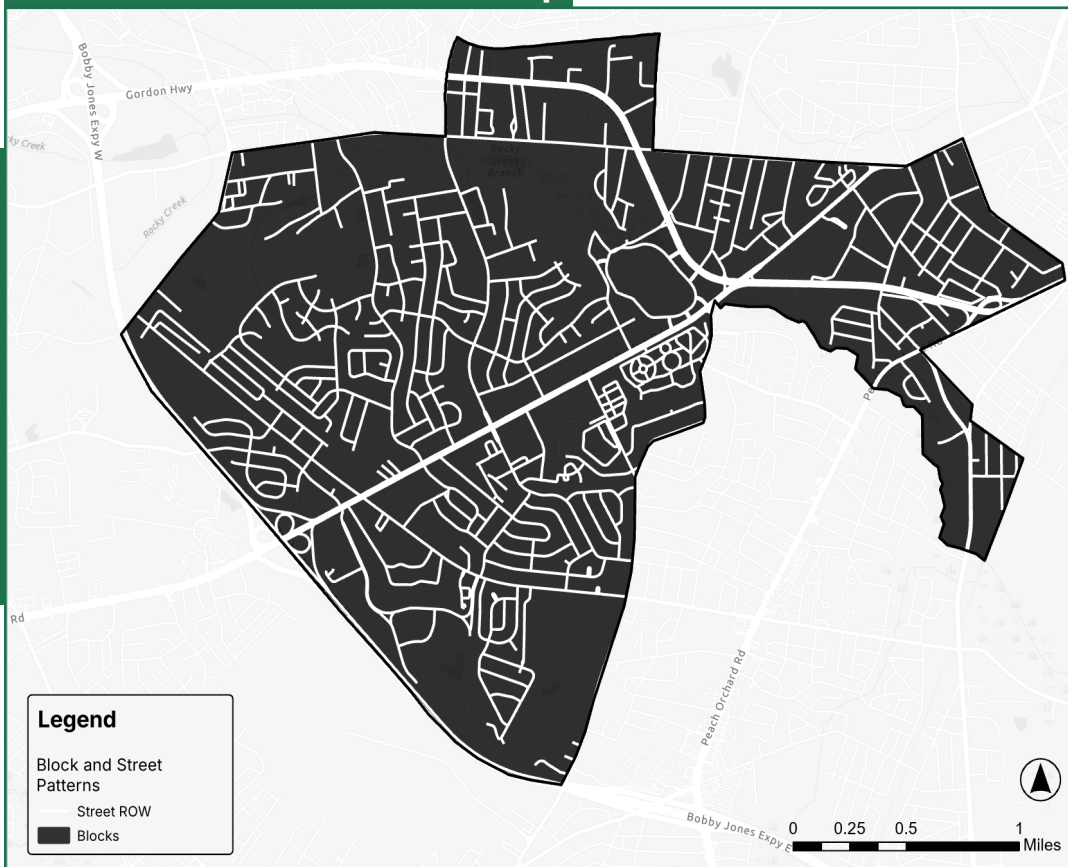 Bobby Jones Expy W
Gordon Hwy
ky Creek
Rocky Creek
Rocky
Creek
Branch
Rd
Peach Orchard Rd
Bobby Jones Expy E
Legend
Block and Street
Patterns
Street ROW
Blocks
0 0.25 0.5 1
Miles